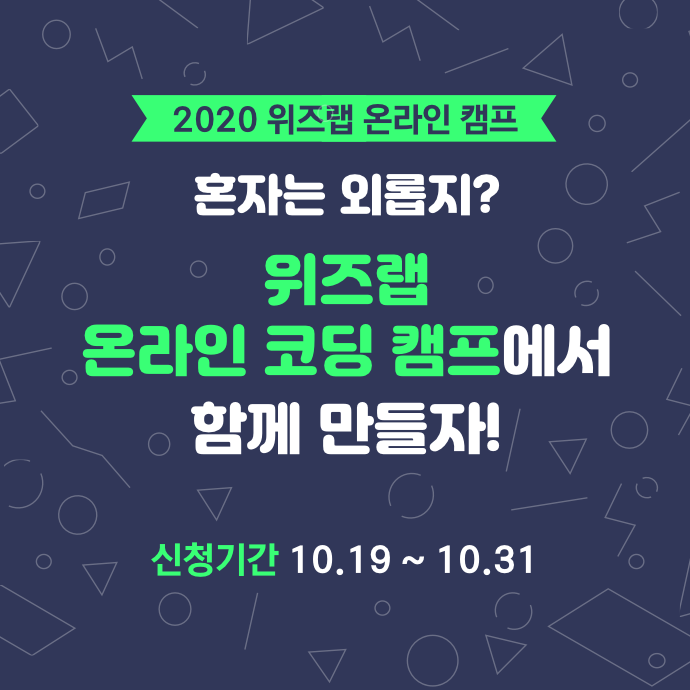 2020 위즈랩 온라인 캠프
혼자는 외롭지?
위즈랩
온라인 코딩 캠프에서
함께 만들자!
신청기간 10.19 ~ 10.31